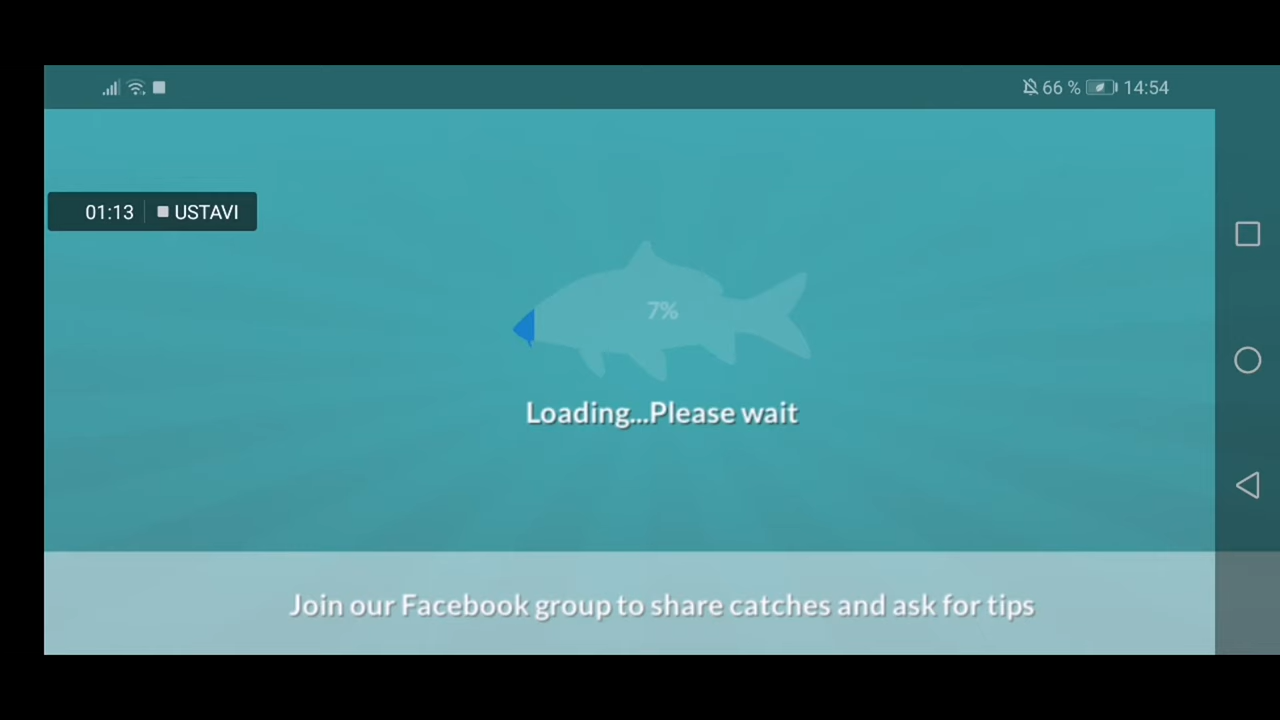 66 % 14:54
01:13 USTAVI
7%
Loading...Please wait
Join our Facebook group to share catches and ask for tips